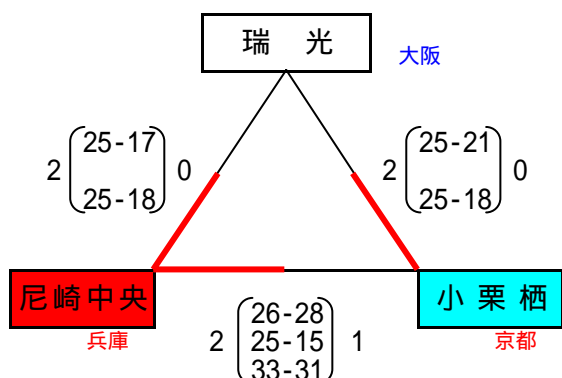 瑞 光
大阪
2 25-17 0
25-18
2 25-21 0
25-18
尼崎中央
小栗栖
兵庫
京都
26-28
2 25-15 1
33-31